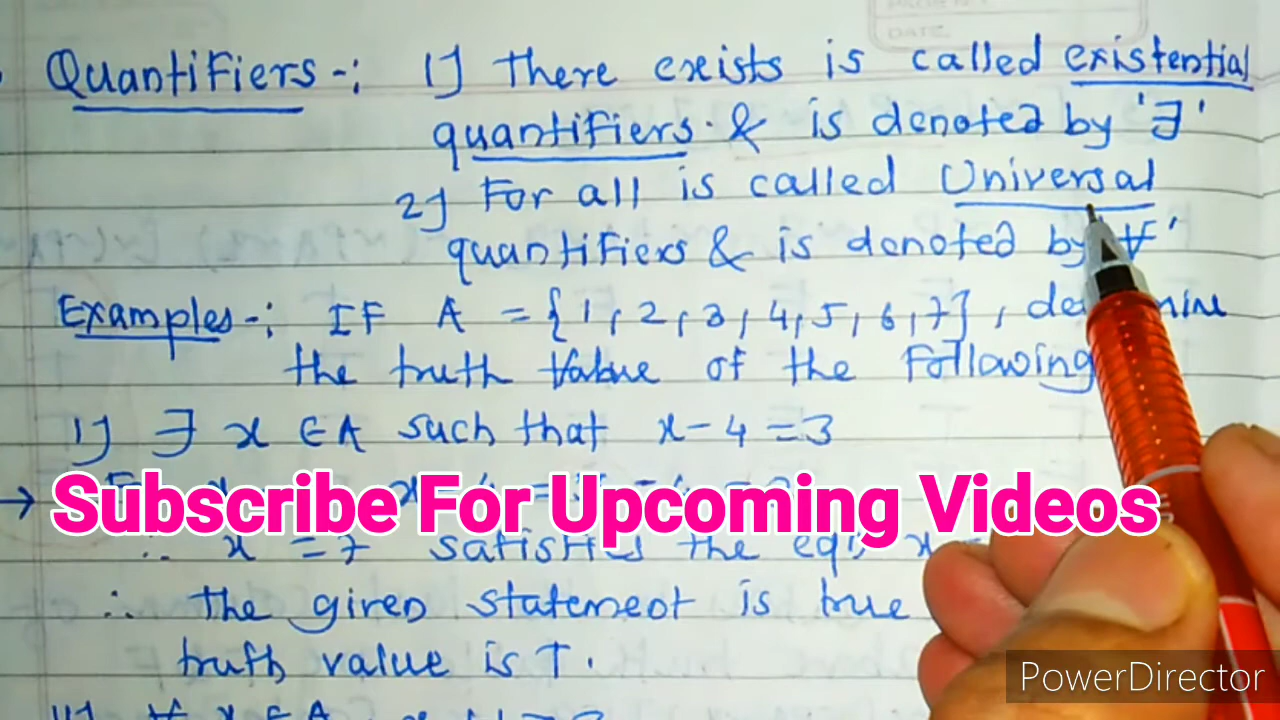 DATE
Quantifiers -: 1] There exists is called existential
quantifiers. & is denoted by '∃'
2] For all is called Universal
quantifiers & is denoted by ∀'
Examples -: IF A = {1, 2, 3, 4, 5, 6, 7},
the truth value of the following
1] ∃ x ∈ A such that x - 4 = 3
Subscribe For Upcoming Videos
∴ x = 7 satisfies the eqn x
∴ the given statement is true
truth value is T.
PowerDirector